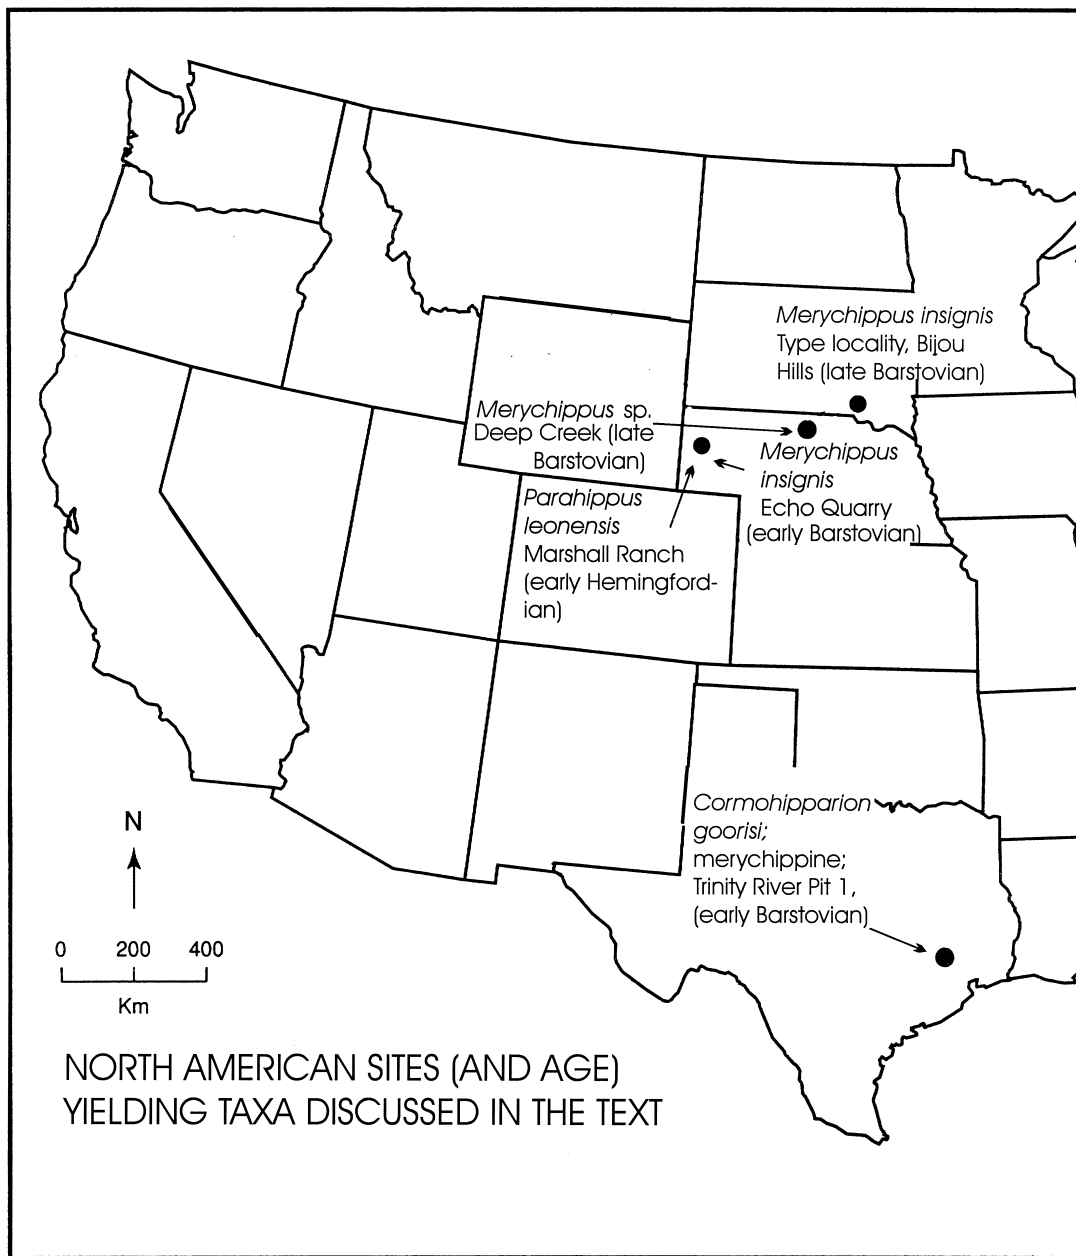 Merychippus insignis
Type locality, Bijou
Hills (late Barstovian)
Merychippus sp.
Deep Creek (late
Barstovian)
Merychippus
insignis
Echo Quarry
(early Barstovian)
Parahippus
leonensis
Marshall Ranch
(early Hemingford-
ian)
Cormohipparion
goorisi;
merychippine;
Trinity River Pit 1,
(early Barstovian)
N
0 200 400
Km
NORTH AMERICAN SITES (AND AGE)
YIELDING TAXA DISCUSSED IN THE TEXT